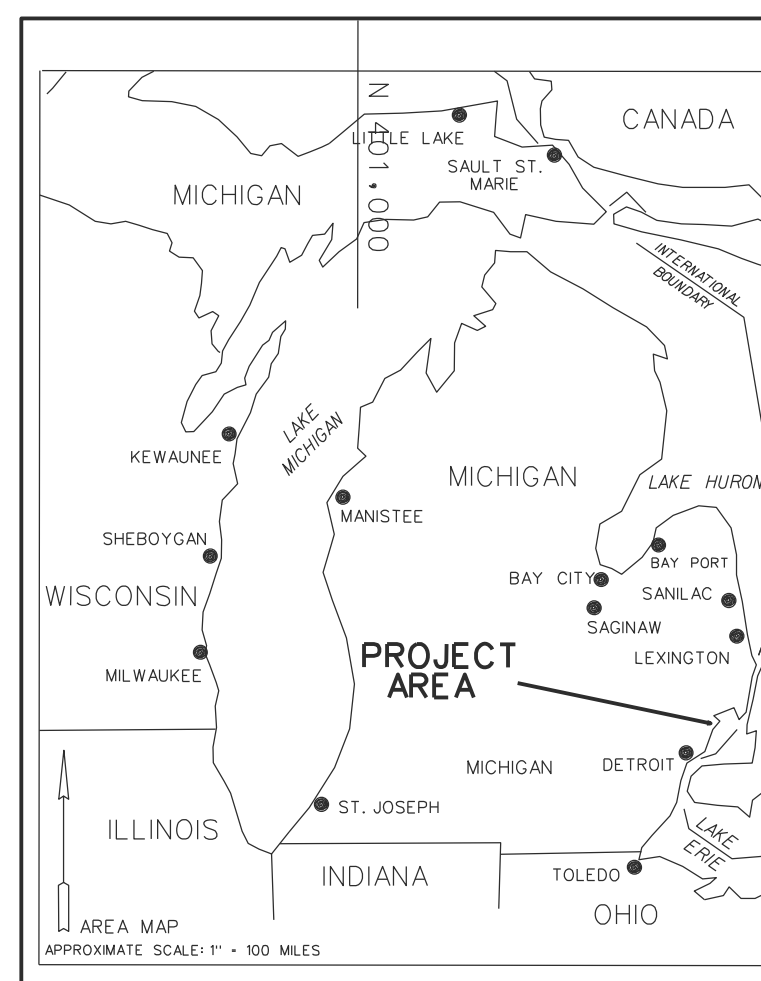 N 401,000
LITTLE LAKE
CANADA
SAULT ST.
MARIE
MICHIGAN
INTERNATIONAL
BOUNDARY
LAKE
MICHIGAN
KEWAUNEE
MICHIGAN
LAKE HURON
MANISTEE
SHEBOYGAN
BAY PORT
BAY CITY
SANILAC
WISCONSIN
SAGINAW
LEXINGTON
PROJECT
AREA
MILWAUKEE
MICHIGAN
DETROIT
ST. JOSEPH
ILLINOIS
LAKE
ERIE
INDIANA
TOLEDO
OHIO
AREA MAP
APPROXIMATE SCALE: 1" = 100 MILES